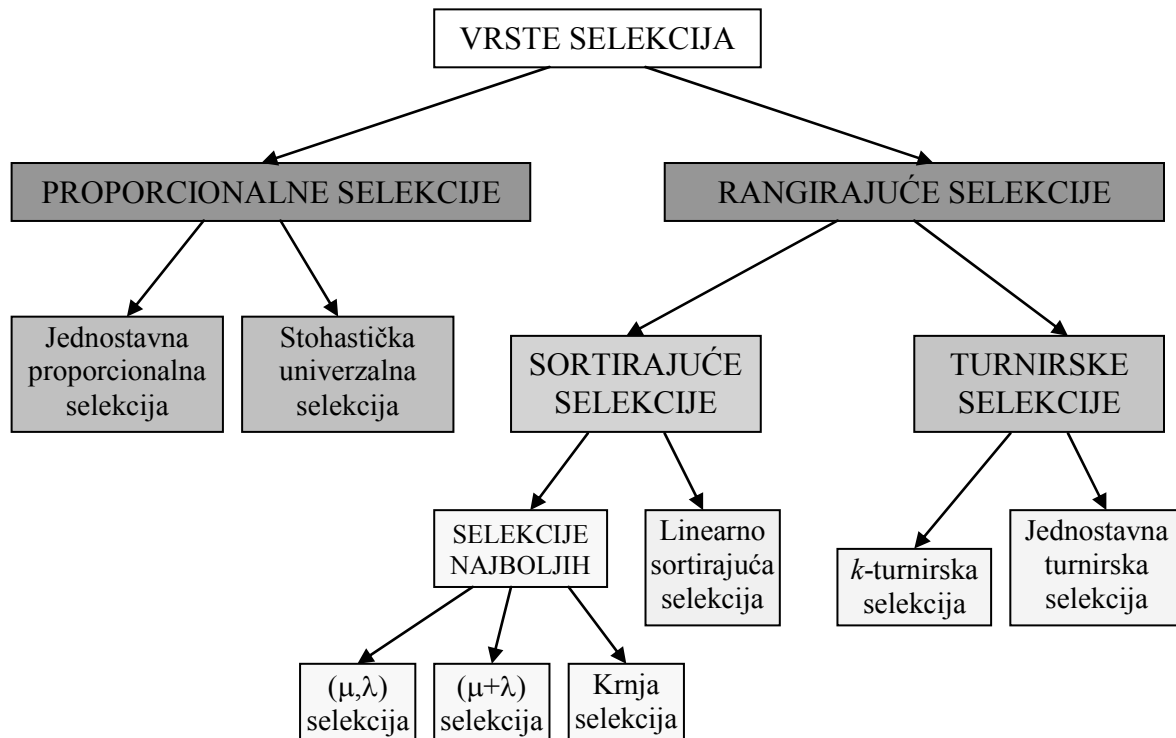 VRSTE SELEKCIJA
PROPORCIONALNE SELEKCIJE
RANGIRAJUĆE SELEKCIJE
Jednostavna
proporcionalna
selekcija
Stohastička
univerzalna
selekcija
SORTIRAJUĆE
SELEKCIJE
TURNIRSKE
SELEKCIJE
SELEKCIJE
NAJBOLJIH
Linearno
sortirajuća
selekcija
k-turnirska
selekcija
Jednostavna
turnirska
selekcija
(μ,λ)
selekcija
(μ+λ)
selekcija
Krnja
selekcija